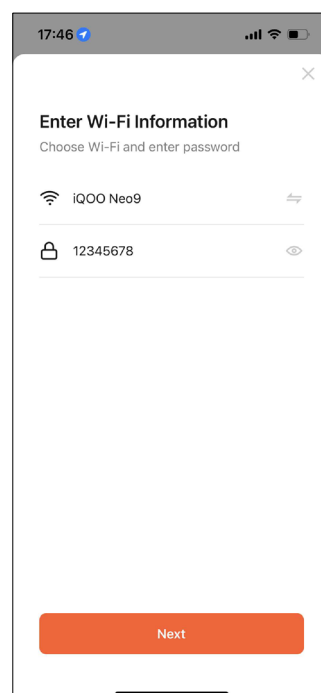 17:46
Enter Wi-Fi Information
Choose Wi-Fi and enter password
iQOO Neo9
12345678
Next